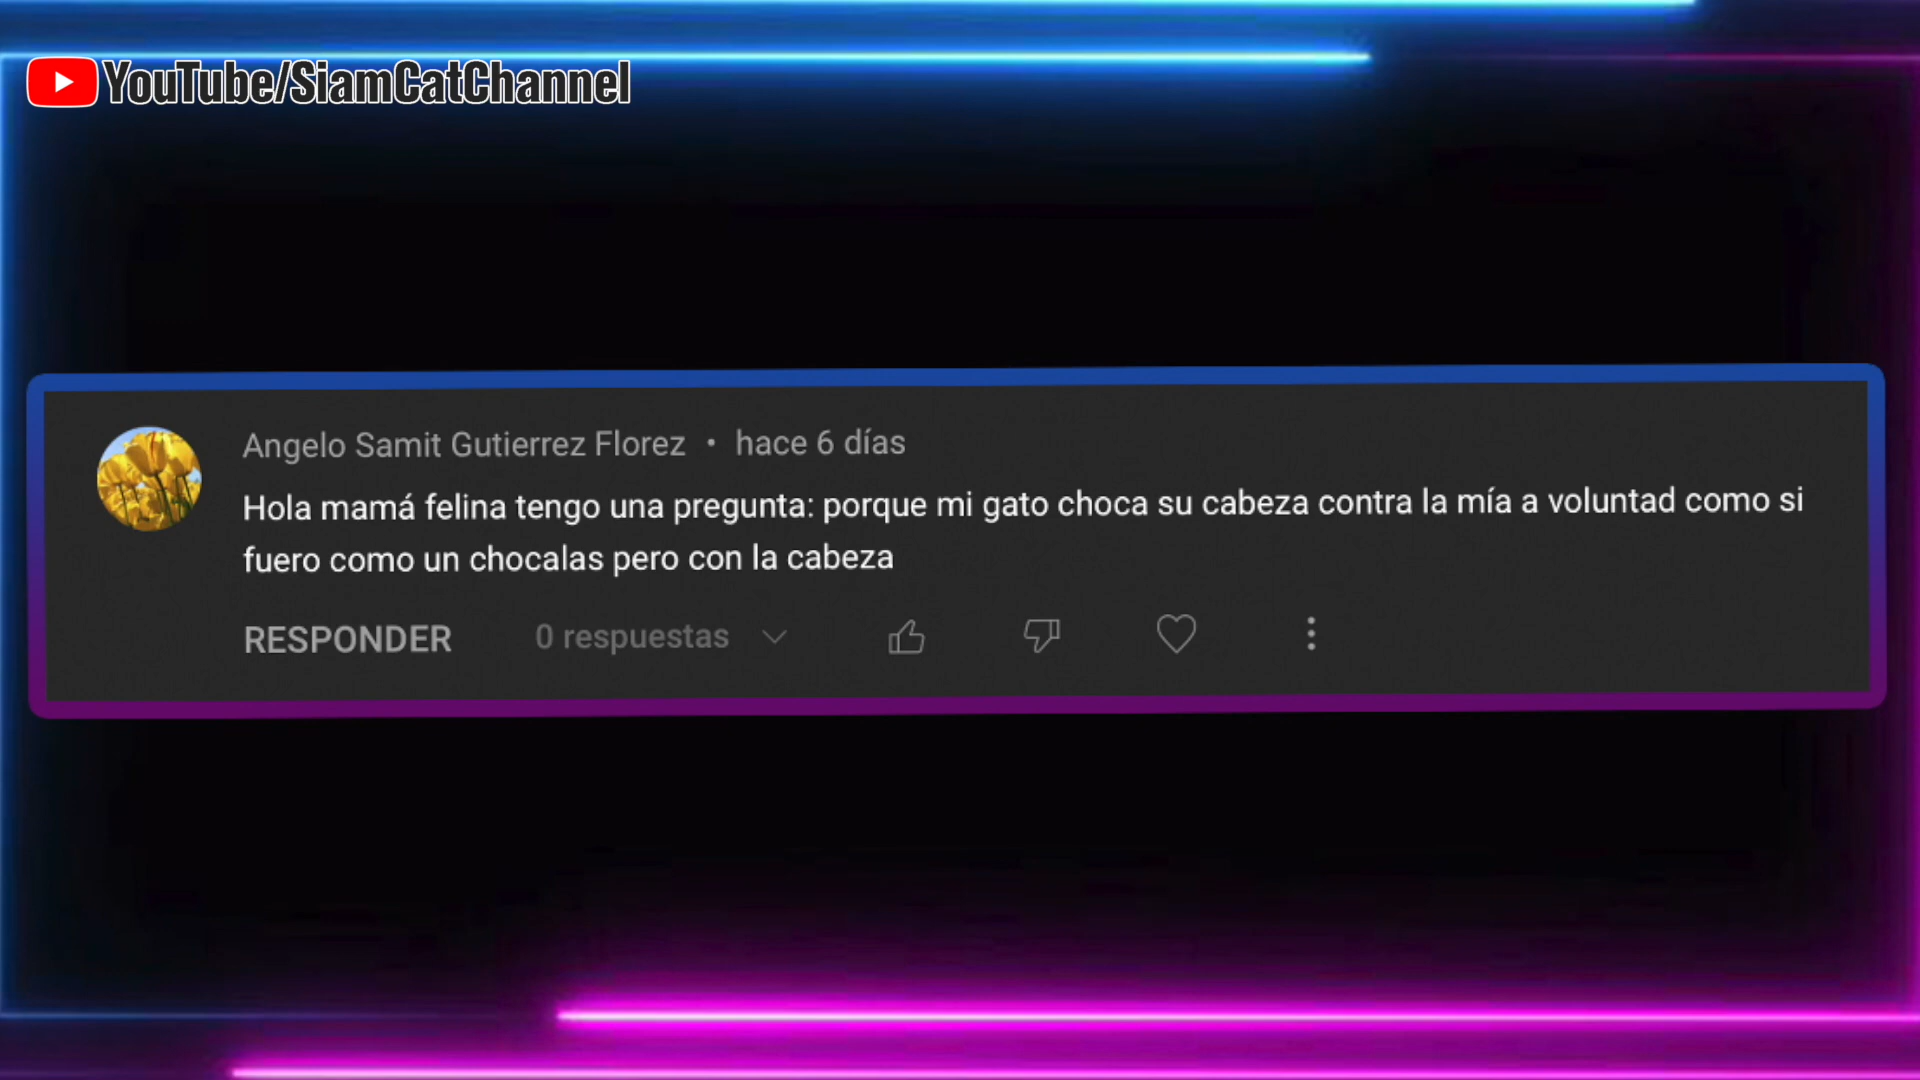 YouTube/SiamCatChannel
Angelo Samit Gutierrez Florez • hace 6 días
Hola mamá felina tengo una pregunta: porque mi gato choca su cabeza contra la mía a voluntad como si
fuero como un chocalas pero con la cabeza
RESPONDER 0 respuestas